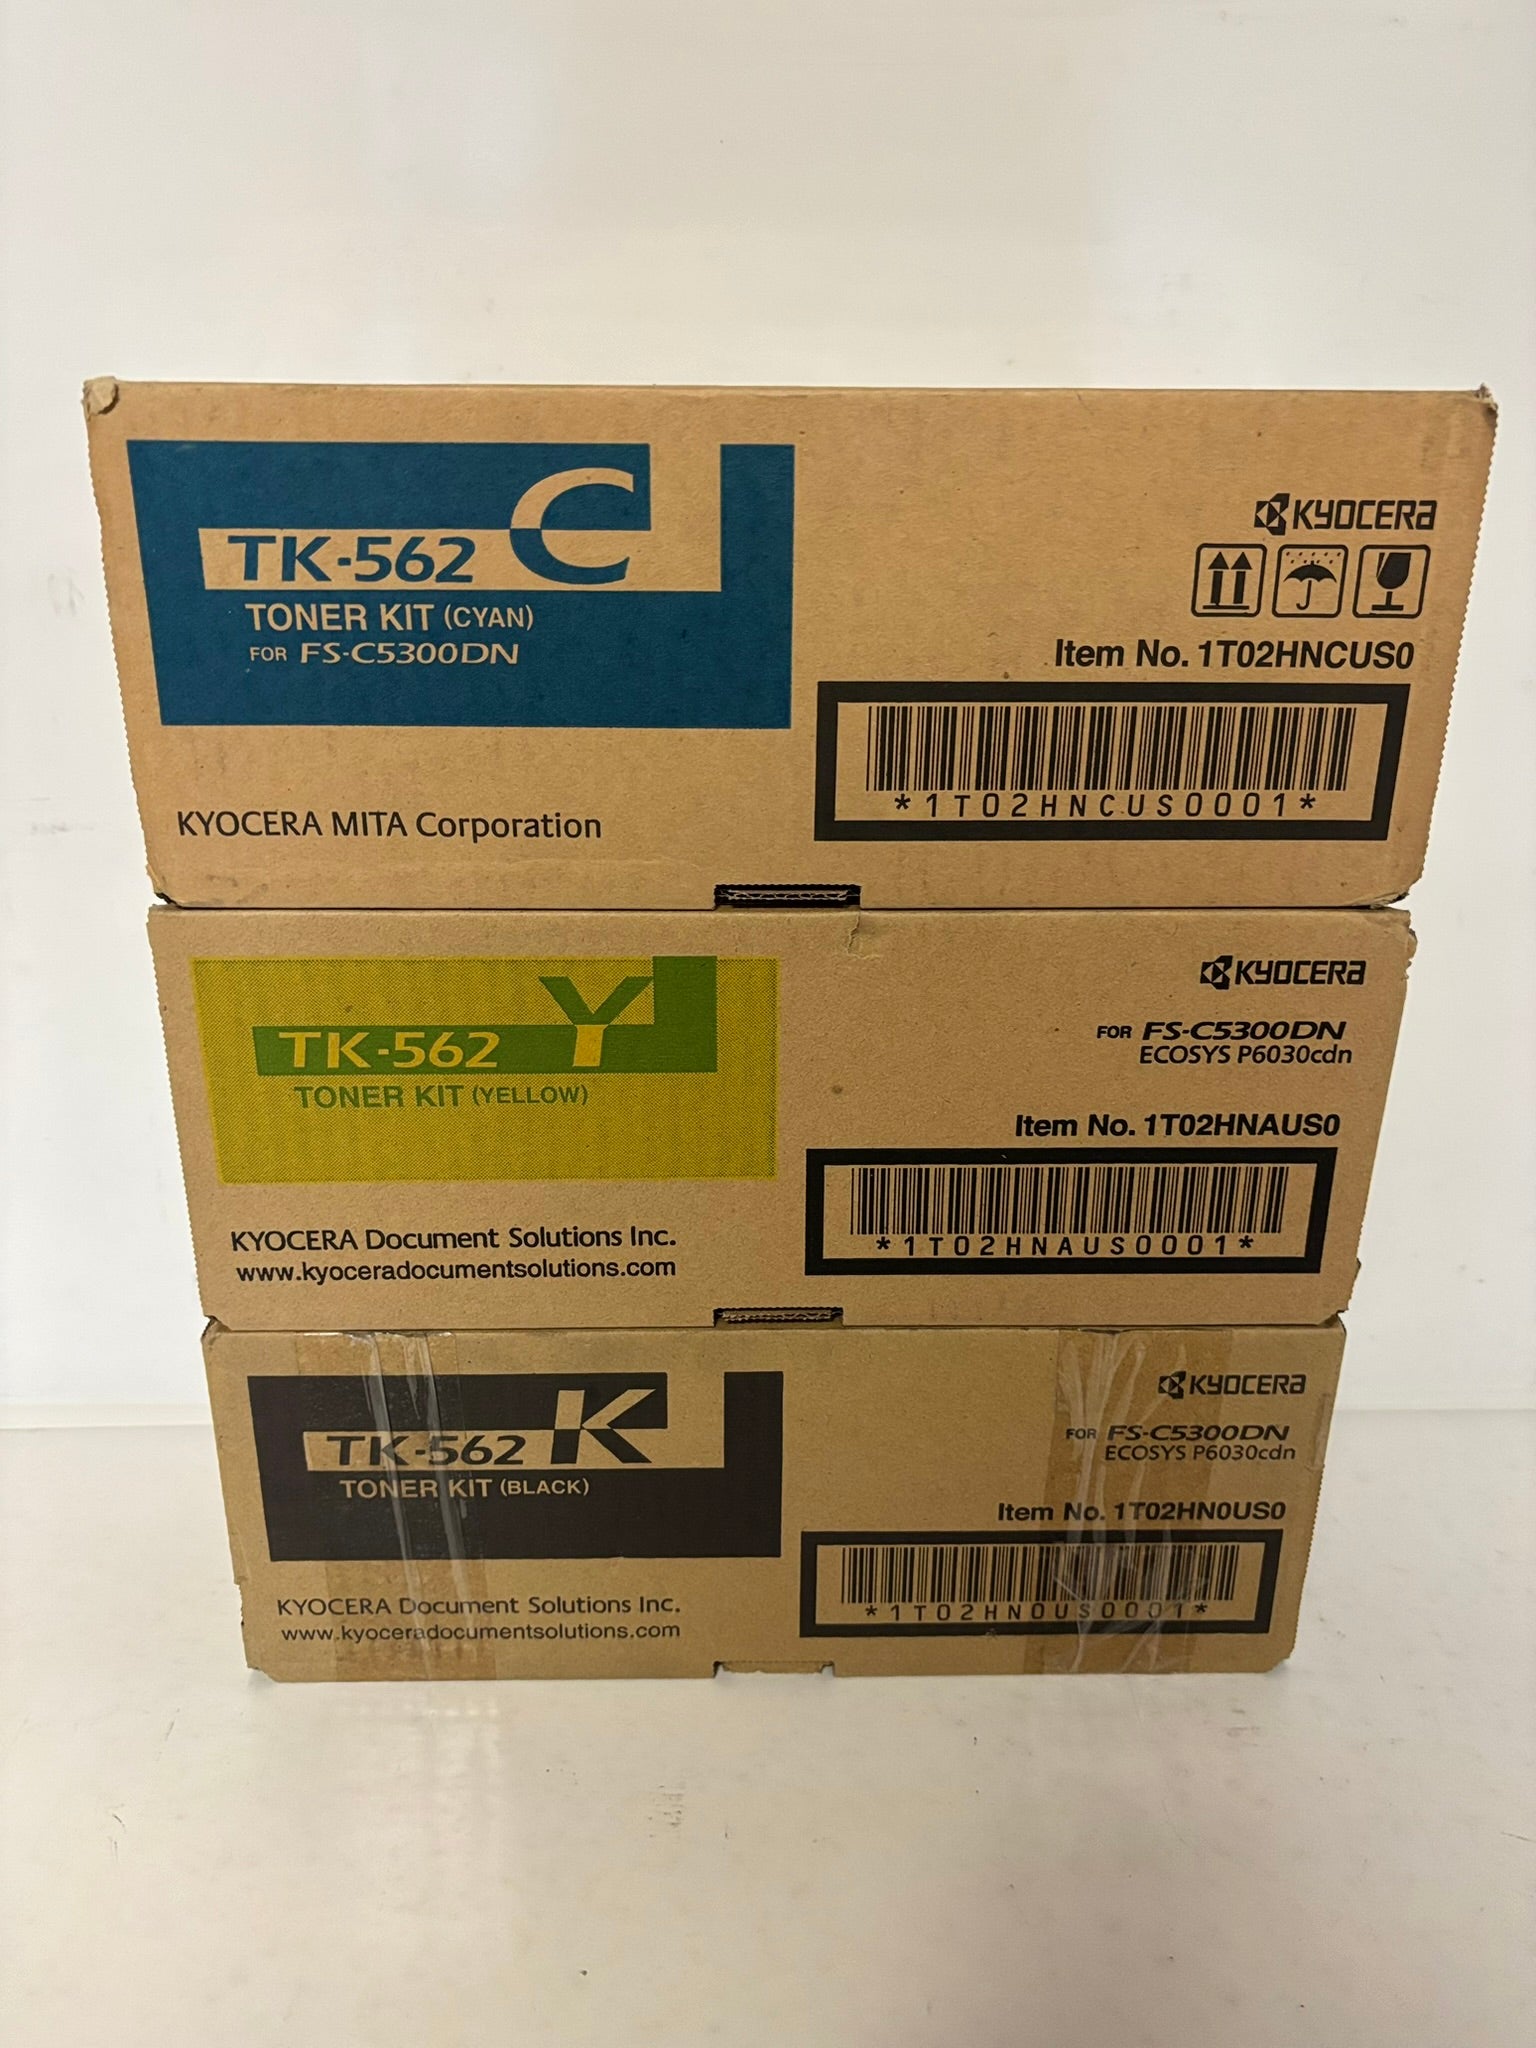 TK-562 C
TONER KIT (CYAN)
FOR FS-C5300DN
KYOCERA MITA Corporation
KYOCERA
Item No. 1T02HNCUS0
*1T02HNCUS0001*
TK-562 Y
TONER KIT (YELLOW)
KYOCERA Document Solutions Inc.
www.kyoceradocumentsolutions.com
KYOCERA
FOR FS-C5300DN
ECOSYS P6030cdn
Item No. 1T02HNAUS0
*1T02HNAUS0001*
TK-562 K
TONER KIT (BLACK)
KYOCERA Document Solutions Inc.
www.kyoceradocumentsolutions.com
KYOCERA
FOR FS-C5300DN
ECOSYS P6030cdn
Item No. 1T02HN0US0
*1T02HN0US0001*